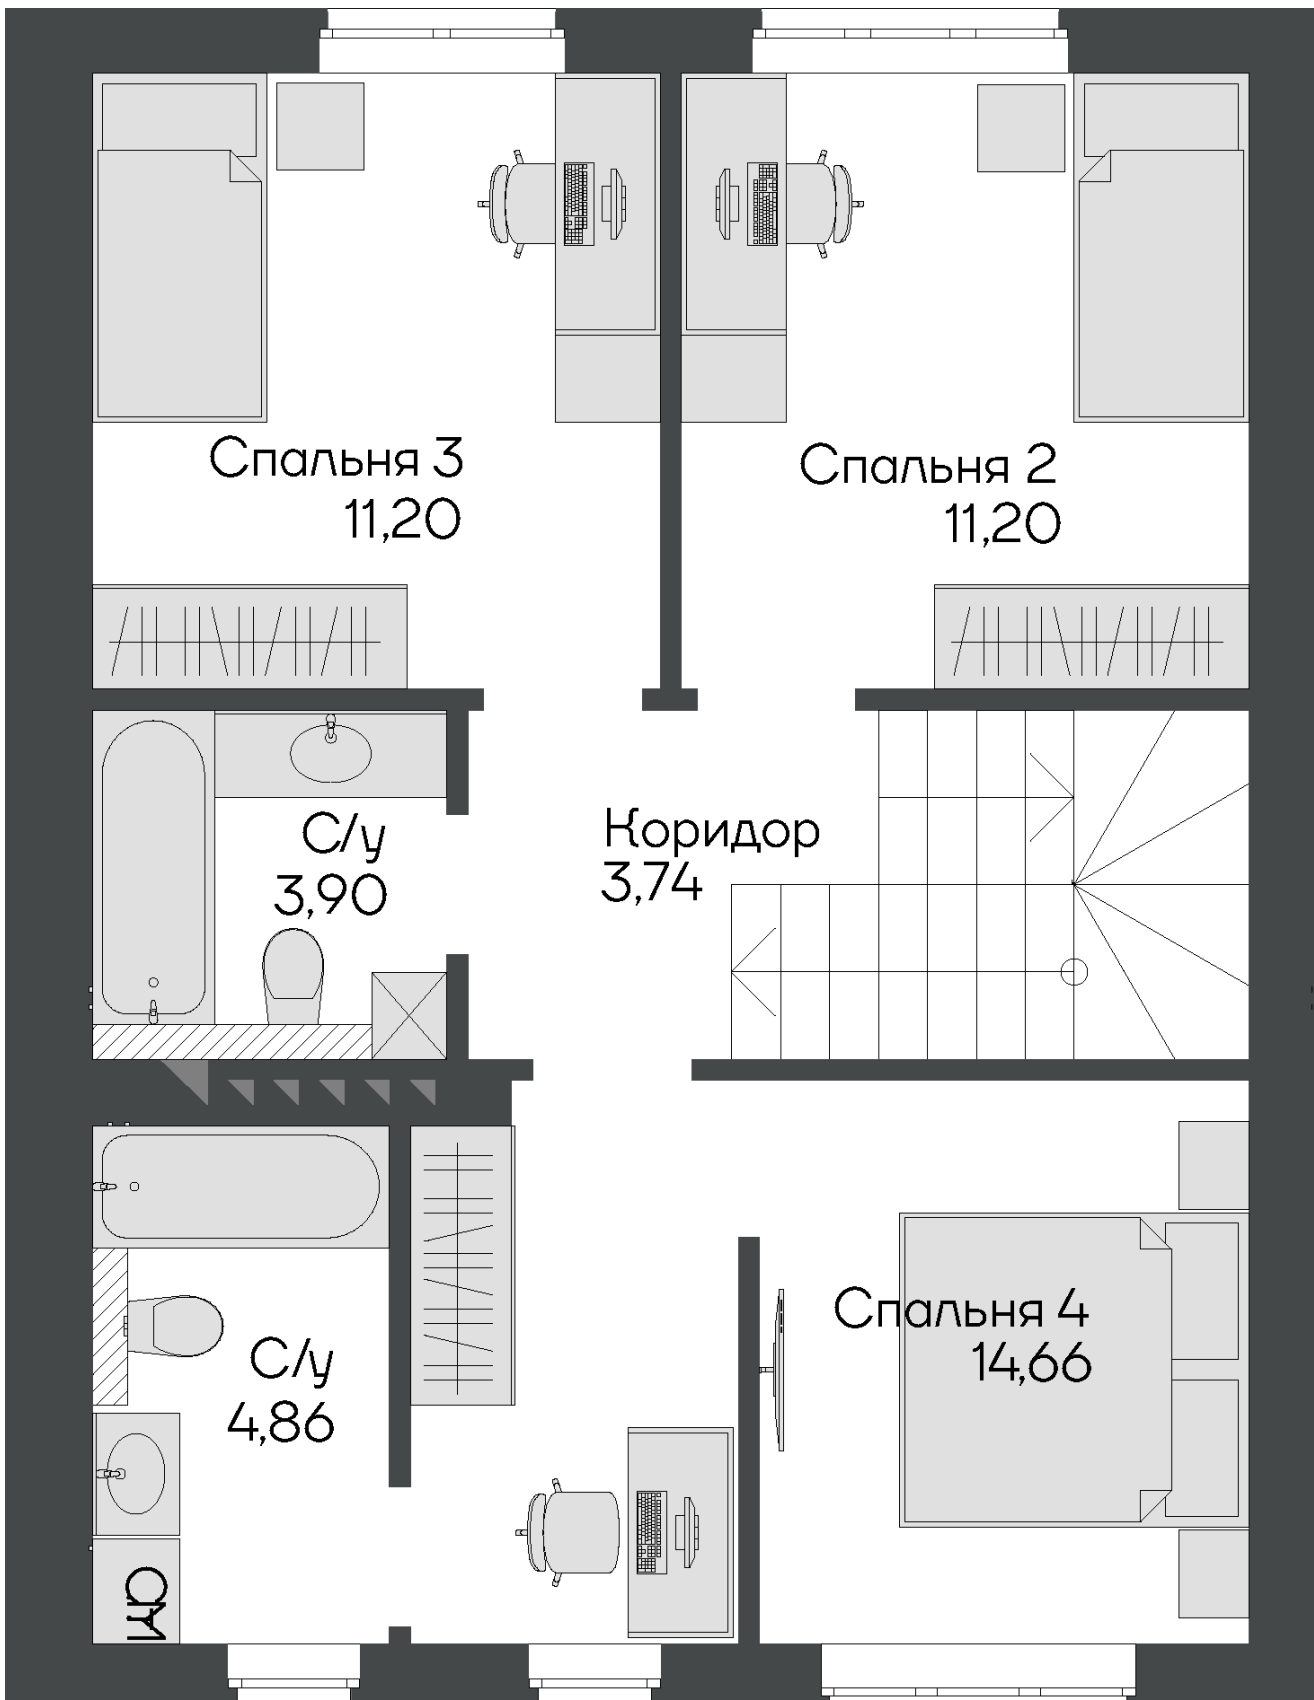 Спальня 3
11,20
Спальня 2
11,20
С/у
3,90
Коридор
3,74
Спальня 4
14,66
С/у
4,86
СМ